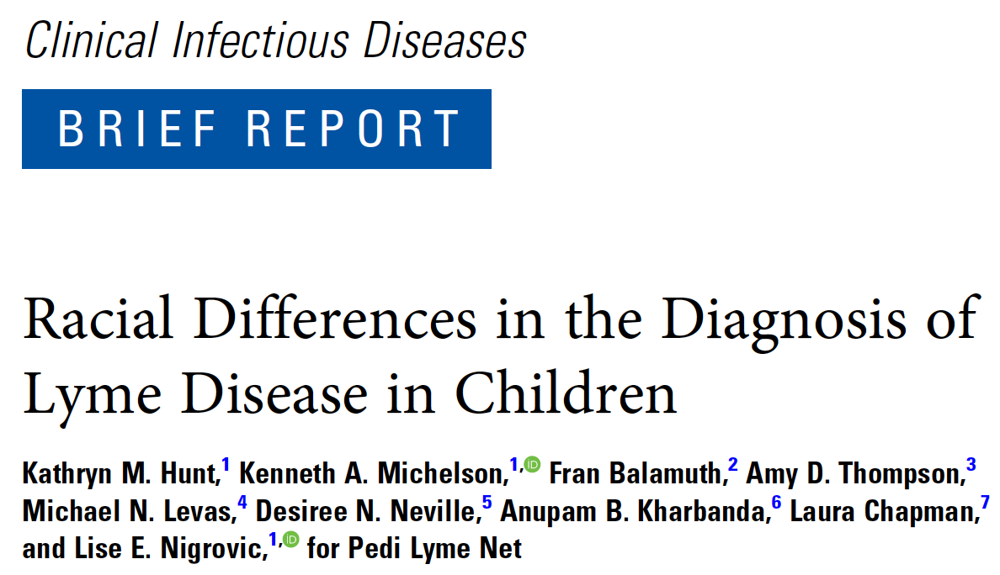 Clinical Infectious Diseases
BRIEF REPORT
Racial Differences in the Diagnosis of
Lyme Disease in Children
Kathryn M. Hunt,1 Kenneth A. Michelson,1,iD Fran Balamuth,2 Amy D. Thompson,3
Michael N. Levas,4 Desiree N. Neville,5 Anupam B. Kharbanda,6 Laura Chapman,7
and Lise E. Nigrovic,1,iD for Pedi Lyme Net